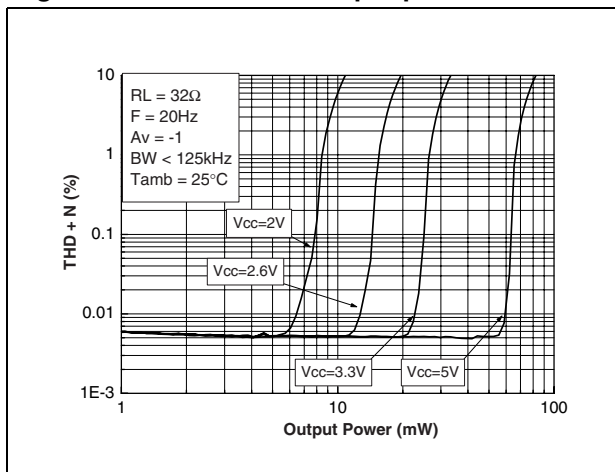 10
1
0.1
0.01
1E-3
THD + N (%)
RL = 32Ω
F = 20Hz
Av = -1
BW < 125kHz
Tamb = 25°C
Vcc=2V
Vcc=2.6V
Vcc=3.3V
Vcc=5V
1
10
100
Output Power (mW)